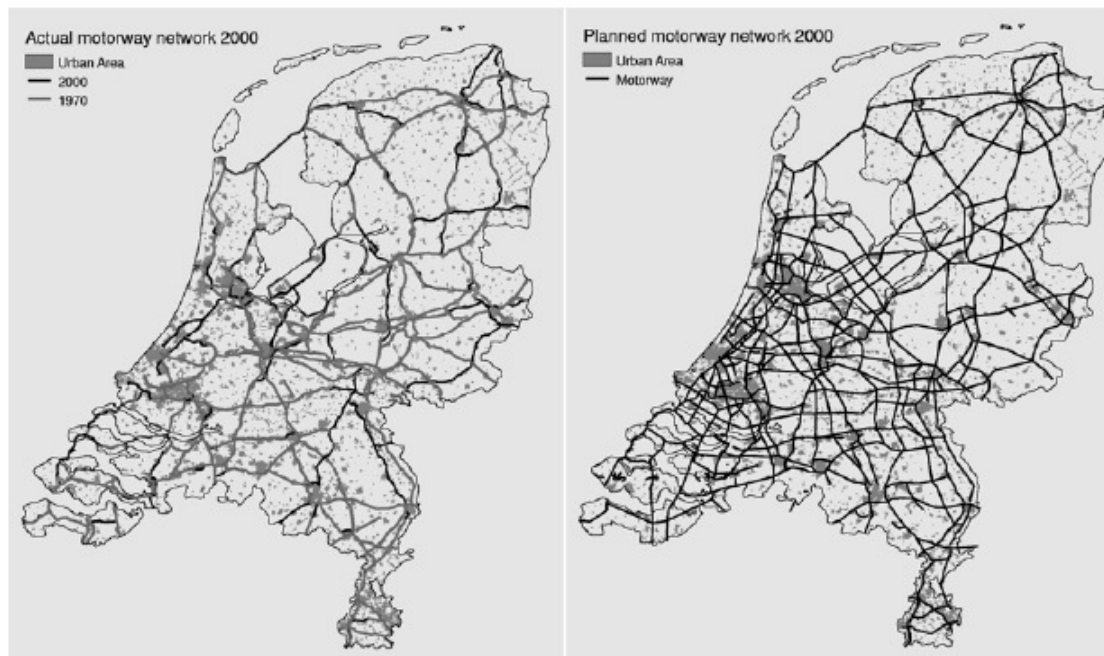 Actual motorway network 2000
Urban Area
2000
1970
Planned motorway network 2000
Urban Area
Motorway